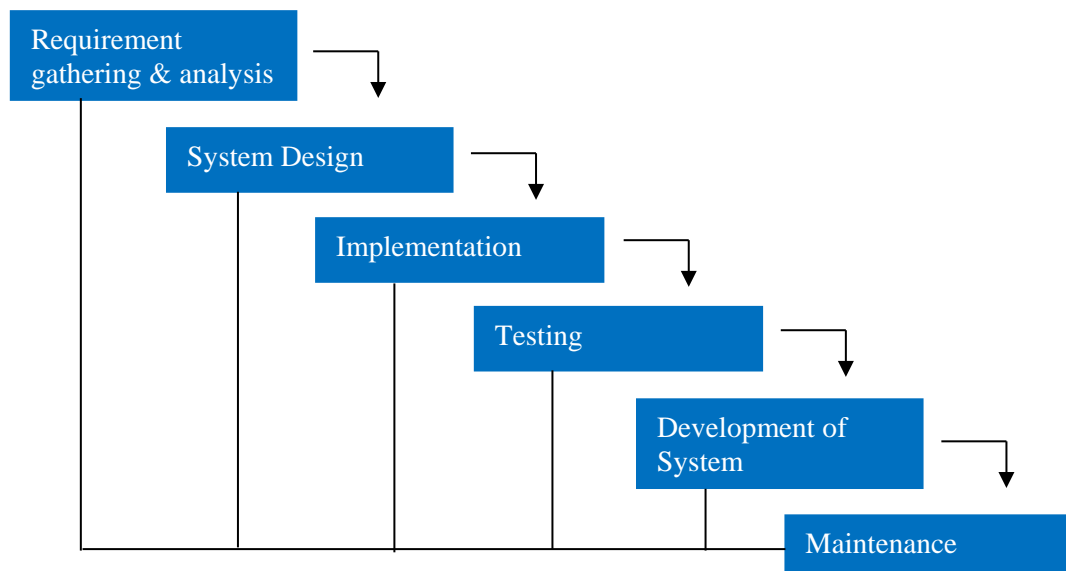 Requirement
gathering & analysis
System Design
Implementation
Testing
Development of
System
Maintenance